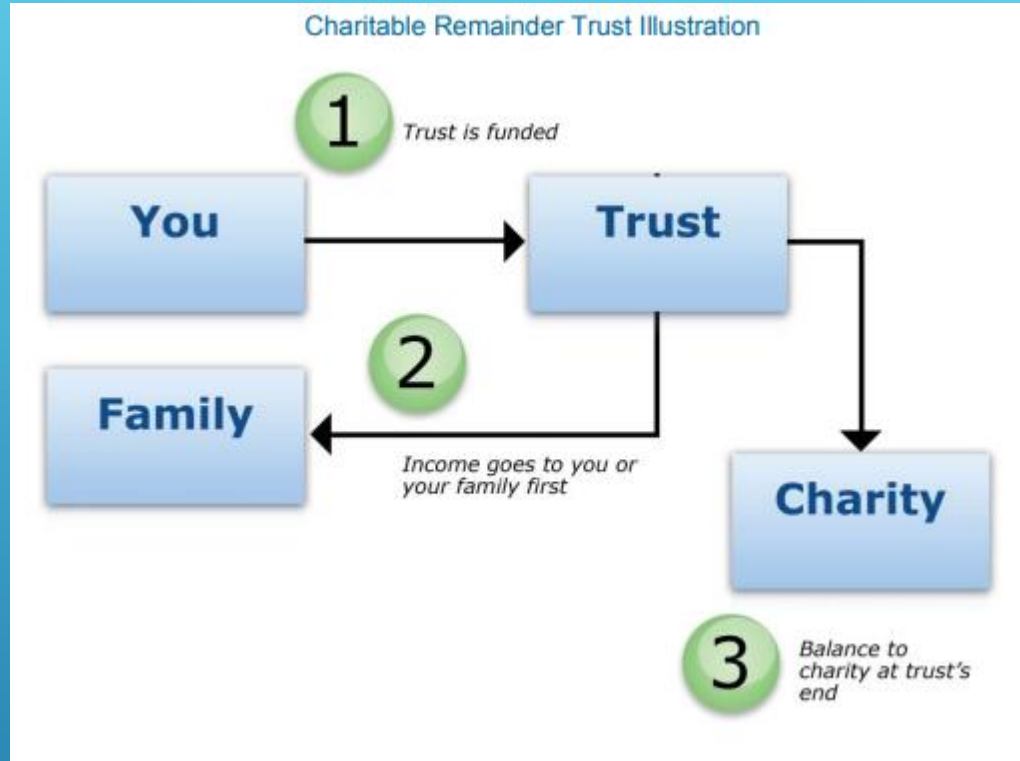 Charitable Remainder Trust Illustration
1
Trust is funded
You
Trust
2
Family
Income goes to you or
your family first
Charity
3
Balance to
charity at trust's
end